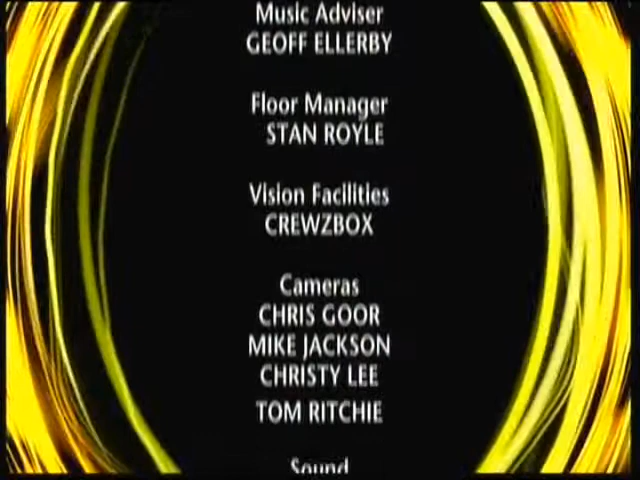 Music Adviser
GEOFF ELLERBY
Floor Manager
STAN ROYLE
Vision Facilities
CREWZBOX
Cameras
CHRIS GOOR
MIKE JACKSON
CHRISTY LEE
TOM RITCHIE
Sound